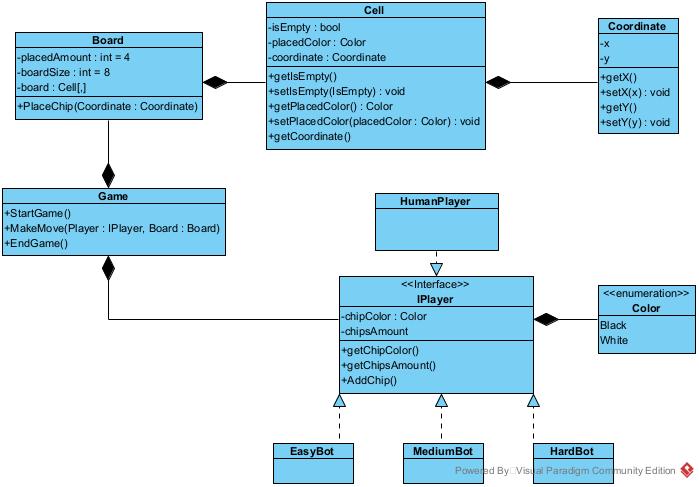 Board
-placedAmount : int = 4
-boardSize : int = 8
-board : Cell[,]
+PlaceChip(Coordinate : Coordinate)
Cell
-isEmpty : bool
-placedColor : Color
-coordinate : Coordinate
+getIsEmpty()
+setIsEmpty(IsEmpty) : void
+getPlacedColor() : Color
+setPlacedColor(placedColor : Color) : void
+getCoordinate()
Coordinate
-x
-y
+getX()
+setX(x) : void
+getY()
+setY(y) : void
Game
+StartGame()
+MakeMove(Player : IPlayer, Board : Board)
+EndGame()
HumanPlayer
<<Interface>>
IPlayer
-chipColor : Color
-chipsAmount
+getChipColor()
+getChipsAmount()
+AddChip()
<<enumeration>>
Color
Black
White
EasyBot
MediumBot
HardBot
Powered By Visual Paradigm Community Edition